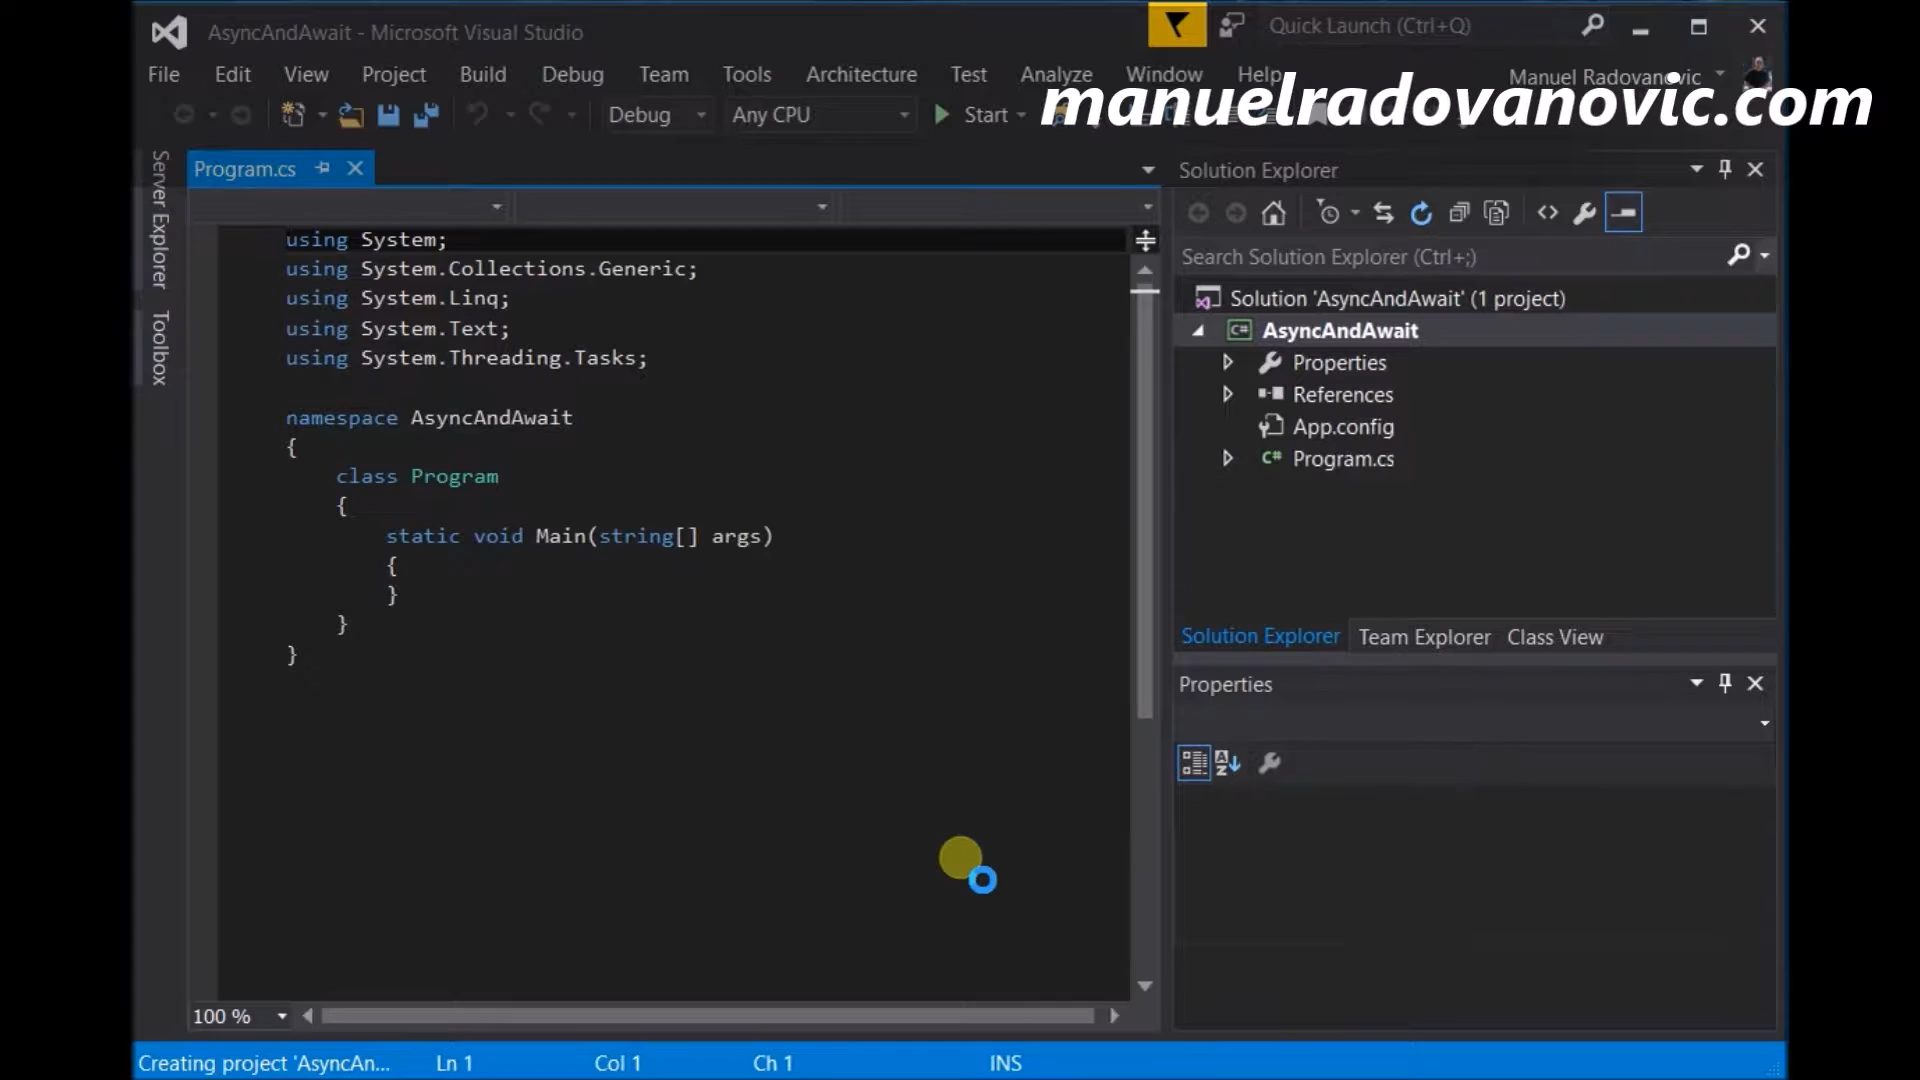 AsyncAndAwait - Microsoft Visual Studio
Quick Launch (Ctrl+Q)
File Edit View Project Build Debug Team Tools Architecture Test Analyze Window Help
Manuel Radovanovic
manuelradovanovic.com
Debug Any CPU Start
Server Explorer
Toolbox
Program.cs
using System;
using System.Collections.Generic;
using System.Linq;
using System.Text;
using System.Threading.Tasks;
namespace AsyncAndAwait
{
class Program
{
static void Main(string[] args)
{
}
}
}
100 %
Solution Explorer
Search Solution Explorer (Ctrl+;)
Solution 'AsyncAndAwait' (1 project)
C# AsyncAndAwait
Properties
References
App.config
C# Program.cs
Solution Explorer Team Explorer Class View
Properties
Creating project 'AsyncAn... Ln 1 Col 1 Ch 1 INS